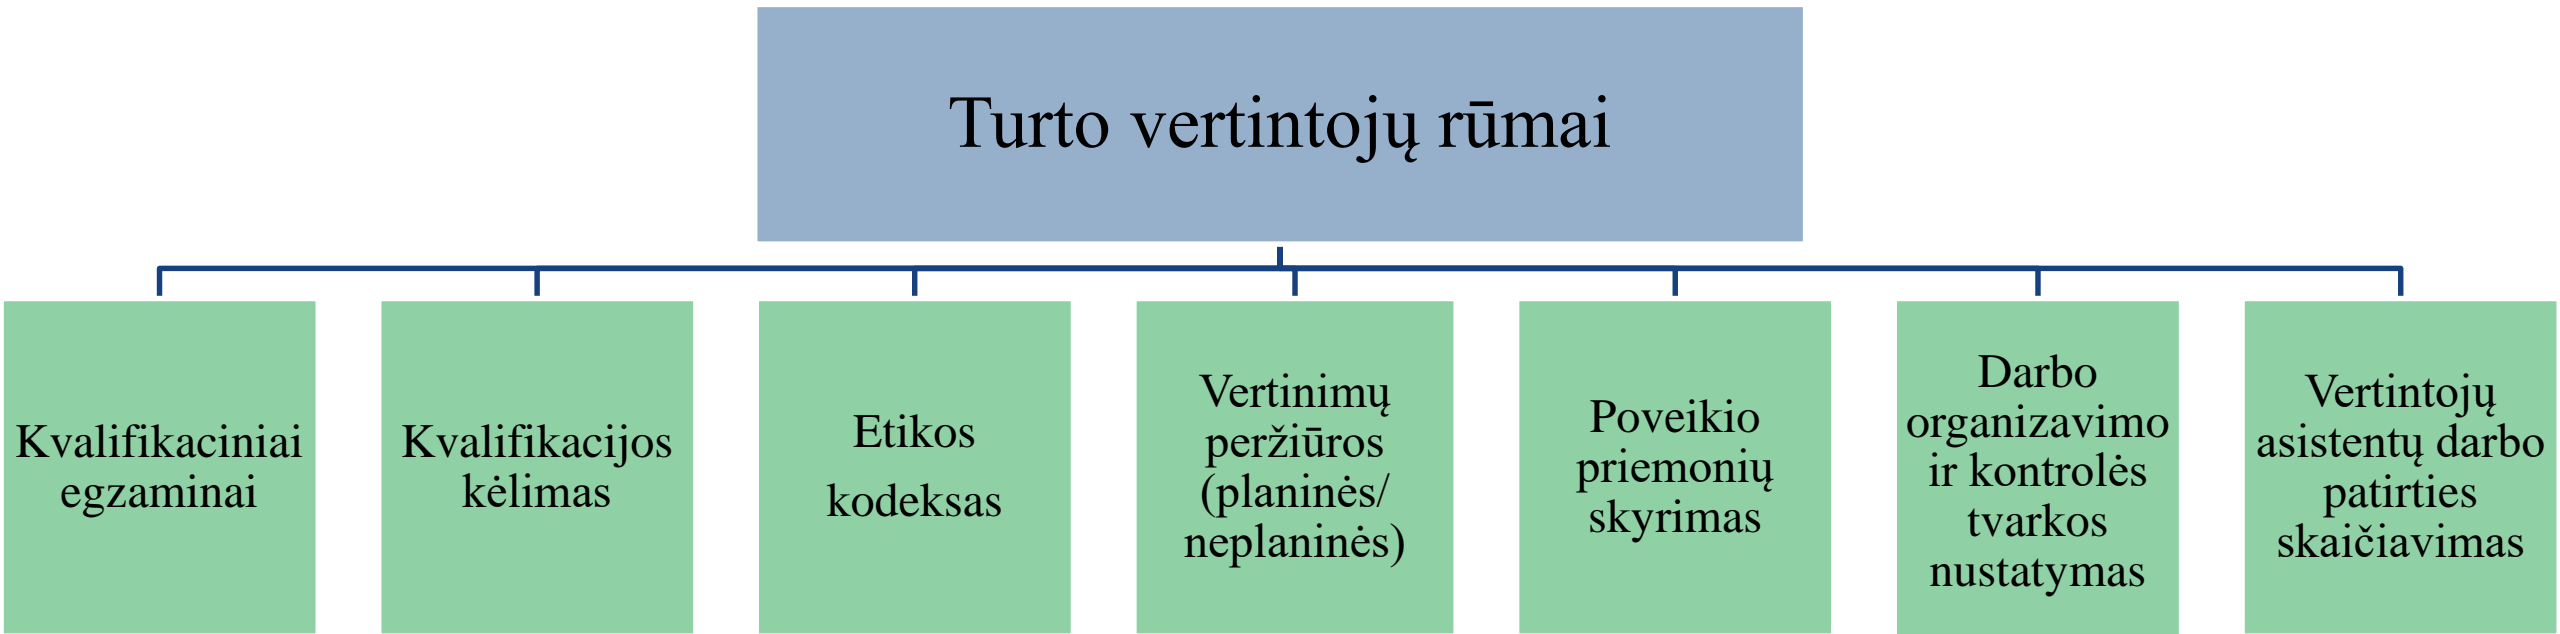 Turto vertintojų rūmai
Kvalifikaciniai
egzaminai
Kvalifikacijos
kėlimas
Etikos
kodeksas
Vertinimų
peržiūros
(planinės/
neplaninės)
Poveikio
priemonių
skyrimas
Darbo
organizavimo
ir kontrolės
tvarkos
nustatymas
Vertintojų
asistentų darbo
patirties
skaičiavimas